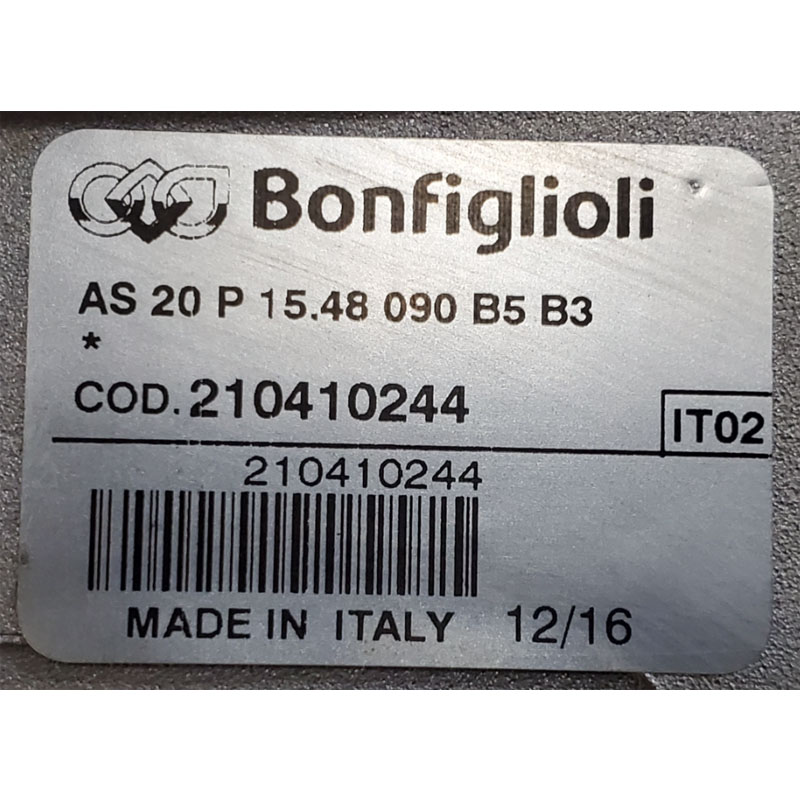 Bonfiglioli
AS 20 P 15.48 090 B5 B3
*
COD. 210410244
IT02
210410244
MADE IN ITALY 12/16